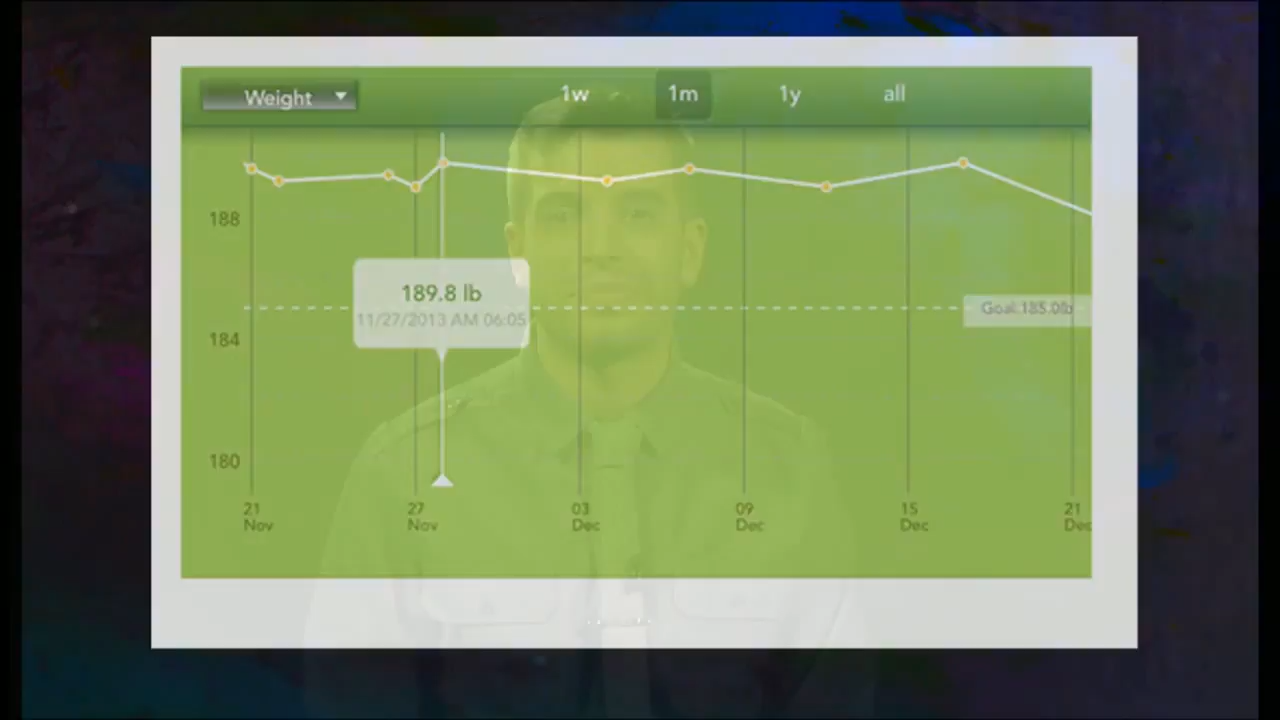 Weight 1w 1m 1y all
188
189.8 lb
11/27/2013 AM 06:05
Goal:185.0lb
184
180
21 27 03 09 15 21
Nov Nov Dec Dec Dec Dec